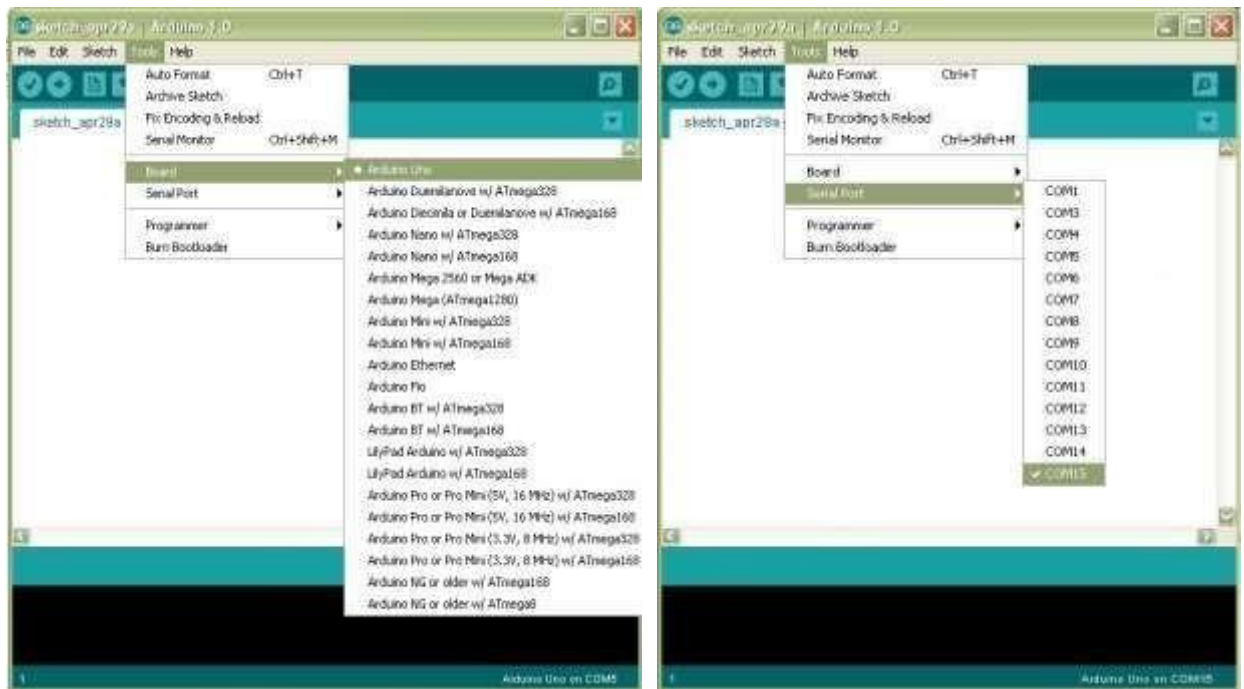 sketch_apr29a | Arduino 1.0
File Edit Sketch Tools Help
Auto Format Ctrl+T
Archive Sketch
Fix Encoding & Reload
Serial Monitor Ctrl+Shift+M
sketch_apr29a
Board
Serial Port
Programmer
Burn Bootloader
Arduino Uno
Arduino Duemilanove w/ ATmega328
Arduino Diecimila or Duemilanove w/ ATmega168
Arduino Nano w/ ATmega328
Arduino Nano w/ ATmega168
Arduino Mega 2560 or Mega ADK
Arduino Mega (ATmega1280)
Arduino Mini w/ ATmega328
Arduino Mini w/ ATmega168
Arduino Ethernet
Arduino Fio
Arduino BT w/ ATmega328
Arduino BT w/ ATmega168
LilyPad Arduino w/ ATmega328
LilyPad Arduino w/ ATmega168
Arduino Pro or Pro Mini (5V, 16 MHz) w/ ATmega328
Arduino Pro or Pro Mini (5V, 16 MHz) w/ ATmega168
Arduino Pro or Pro Mini (3.3V, 8 MHz) w/ ATmega328
Arduino Pro or Pro Mini (3.3V, 8 MHz) w/ ATmega168
Arduino NG or older w/ ATmega168
Arduino NG or older w/ ATmega8
1
Arduino Uno on COM5
sketch_apr29a | Arduino 1.0
File Edit Sketch Tools Help
Auto Format Ctrl+T
Archive Sketch
Fix Encoding & Reload
Serial Monitor Ctrl+Shift+M
sketch_apr29a
Board
Serial Port
Programmer
Burn Bootloader
COM1
COM3
COM4
COM5
COM6
COM7
COM8
COM9
COM10
COM11
COM12
COM13
COM14
COM15
1
Arduino Uno on COM15